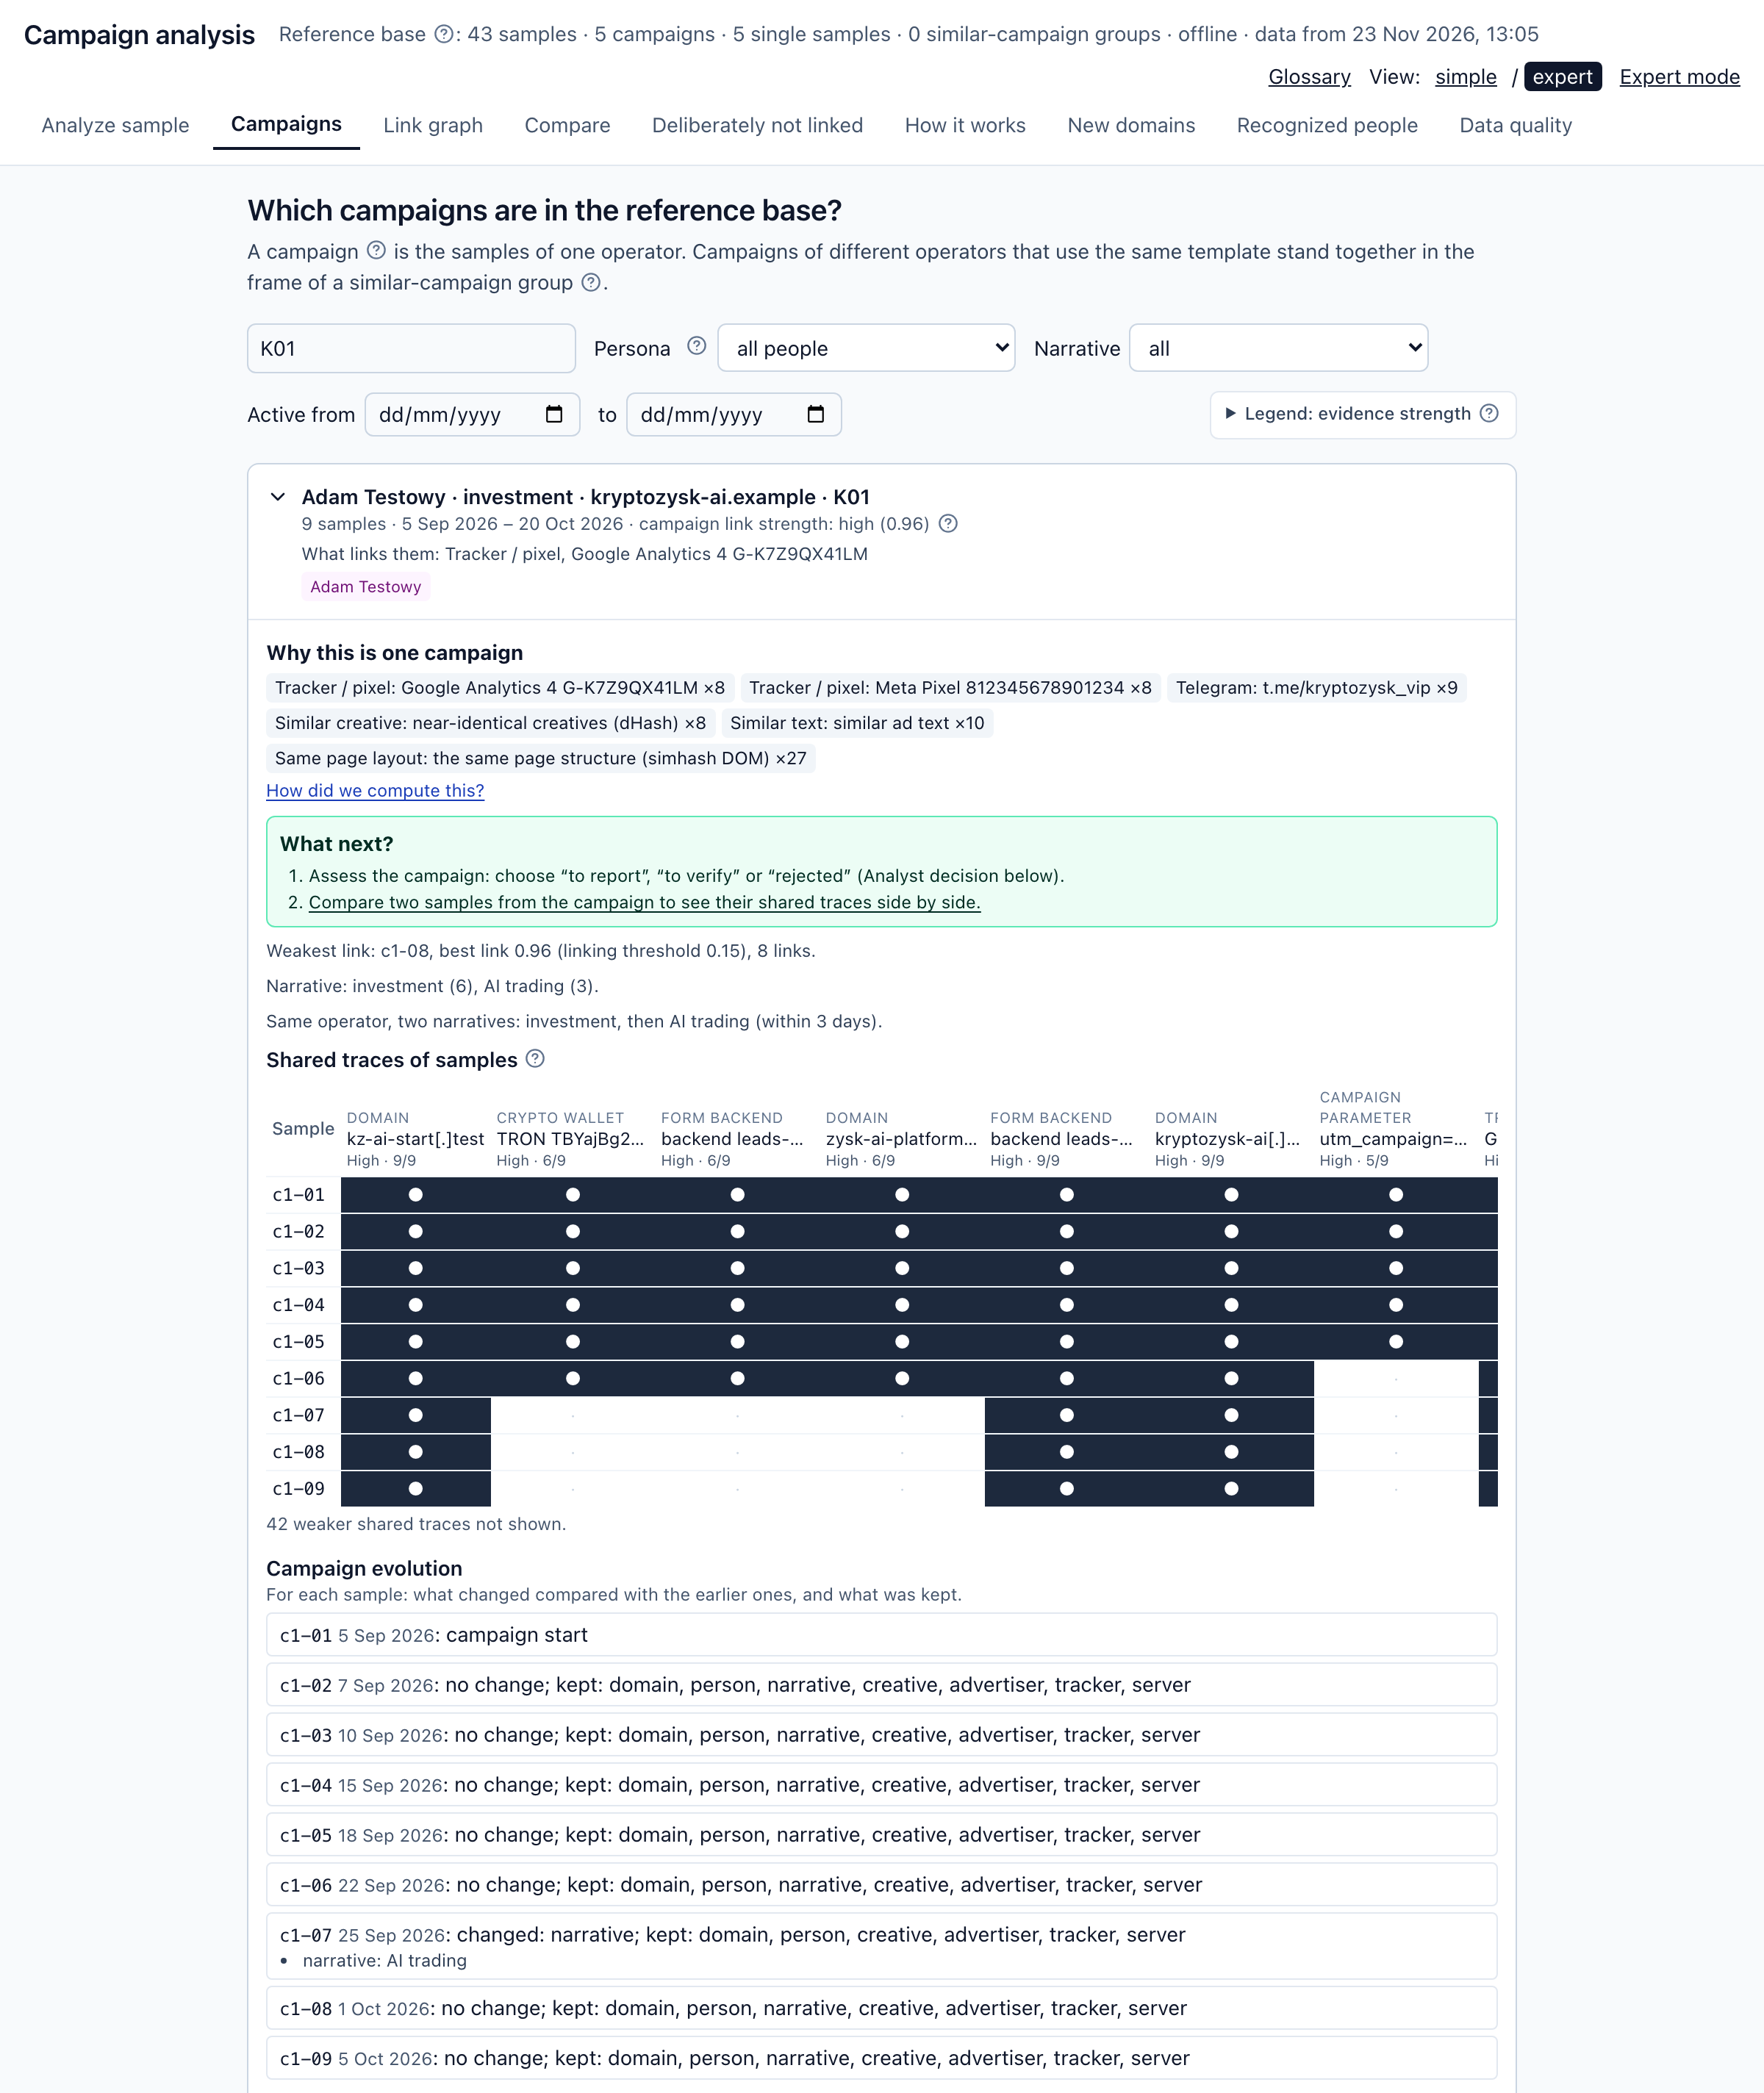 Campaign analysis Reference base ?: 43 samples · 5 campaigns · 5 single samples · 0 similar-campaign groups · offline · data from 23 Nov 2026, 13:05
Glossary View: simple / expert Expert mode
Analyze sample Campaigns Link graph Compare Deliberately not linked How it works New domains Recognized people Data quality
Which campaigns are in the reference base?
A campaign ? is the samples of one operator. Campaigns of different operators that use the same template stand together in the
frame of a similar-campaign group ?.
K01 Persona ? all people Narrative all
Active from dd/mm/yyyy to dd/mm/yyyy Legend: evidence strength ?
Adam Testowy · investment · kryptozysk-ai.example · K01
9 samples · 5 Sep 2026 – 20 Oct 2026 · campaign link strength: high (0.96) ?
What links them: Tracker / pixel, Google Analytics 4 G-K7Z9QX41LM
Adam Testowy
Why this is one campaign
Tracker / pixel: Google Analytics 4 G-K7Z9QX41LM ×8 Tracker / pixel: Meta Pixel 812345678901234 ×8 Telegram: t.me/kryptozysk_vip ×9
Similar creative: near-identical creatives (dHash) ×8 Similar text: similar ad text ×10
Same page layout: the same page structure (simhash DOM) ×27
How did we compute this?
What next?
1. Assess the campaign: choose “to report”, “to verify” or “rejected” (Analyst decision below).
2. Compare two samples from the campaign to see their shared traces side by side.
Weakest link: c1-08, best link 0.96 (linking threshold 0.15), 8 links.
Narrative: investment (6), AI trading (3).
Same operator, two narratives: investment, then AI trading (within 3 days).
Shared traces of samples ?
CAMPAIGN
DOMAIN CRYPTO WALLET FORM BACKEND DOMAIN FORM BACKEND DOMAIN PARAMETER
Sample kz-ai-start[.]test TRON TBYajBg2... backend leads-... zysk-ai-platform... backend leads-... kryptozysk-ai[.]... utm_campaign=... G
High · 9/9 High · 6/9 High · 6/9 High · 6/9 High · 9/9 High · 9/9 High · 5/9 Hi
c1-01
c1-02
c1-03
c1-04
c1-05
c1-06
c1-07
c1-08
c1-09
42 weaker shared traces not shown.
Campaign evolution
For each sample: what changed compared with the earlier ones, and what was kept.
c1-01 5 Sep 2026: campaign start
c1-02 7 Sep 2026: no change; kept: domain, person, narrative, creative, advertiser, tracker, server
c1-03 10 Sep 2026: no change; kept: domain, person, narrative, creative, advertiser, tracker, server
c1-04 15 Sep 2026: no change; kept: domain, person, narrative, creative, advertiser, tracker, server
c1-05 18 Sep 2026: no change; kept: domain, person, narrative, creative, advertiser, tracker, server
c1-06 22 Sep 2026: no change; kept: domain, person, narrative, creative, advertiser, tracker, server
c1-07 25 Sep 2026: changed: narrative; kept: domain, person, creative, advertiser, tracker, server
• narrative: AI trading
c1-08 1 Oct 2026: no change; kept: domain, person, narrative, creative, advertiser, tracker, server
c1-09 5 Oct 2026: no change; kept: domain, person, narrative, creative, advertiser, tracker, server